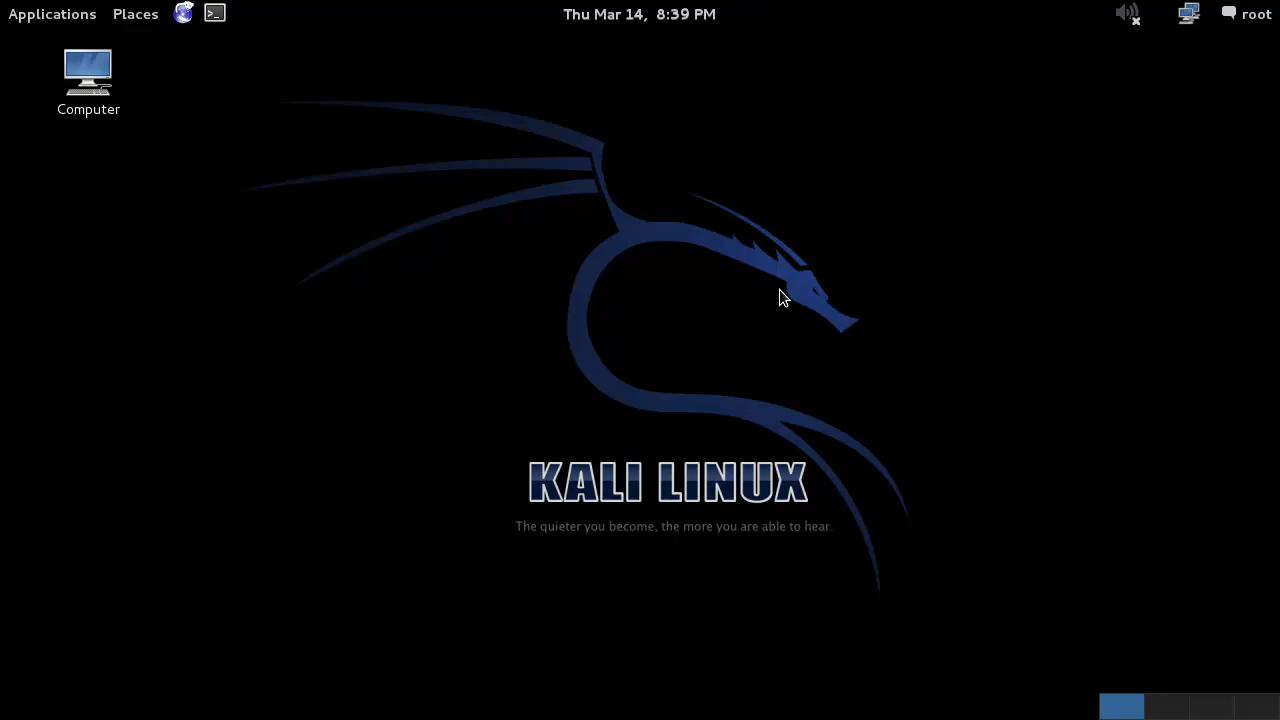 Applications Places Thu Mar 14, 8:39 PM root
Computer
KALI LINUX
The quieter you become, the more you are able to hear.